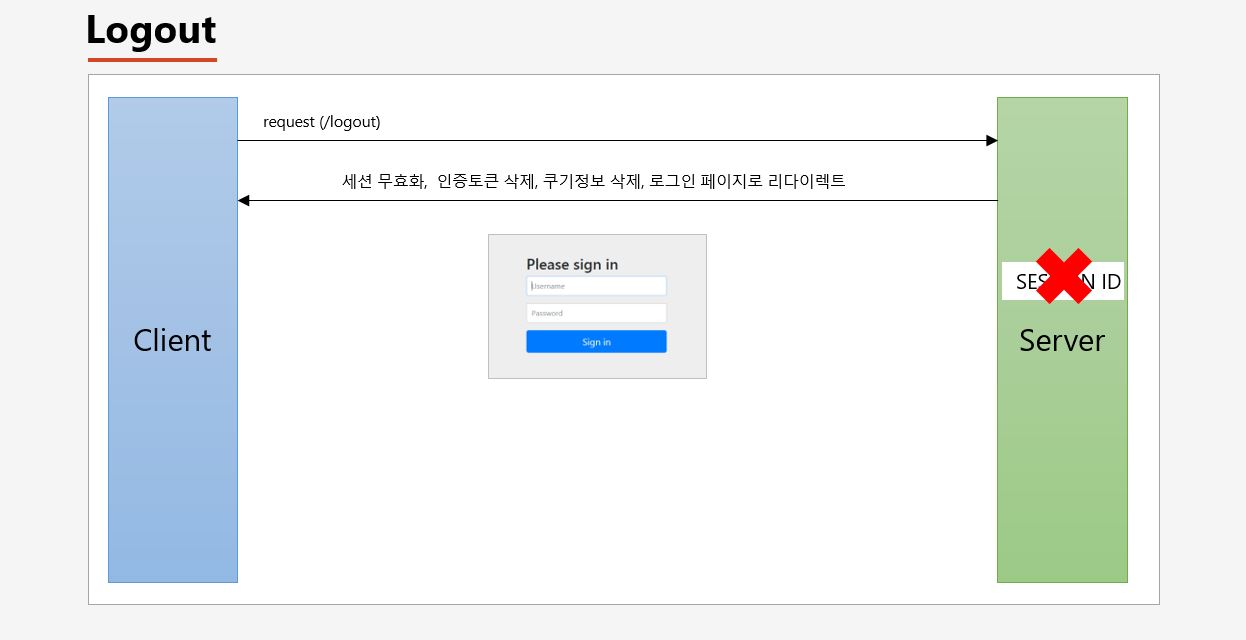 Logout
request (/logout)
세션 무효화, 인증토큰 삭제, 쿠기정보 삭제, 로그인 페이지로 리다이렉트
Please sign in
Username
Password
Sign in
SES N ID
Client
Server